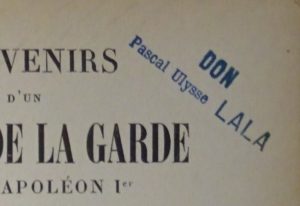 VENIRS
D'UN
DE LA GARDE
APOLÉON Ier
DON
Pascal Ulysse
LALA